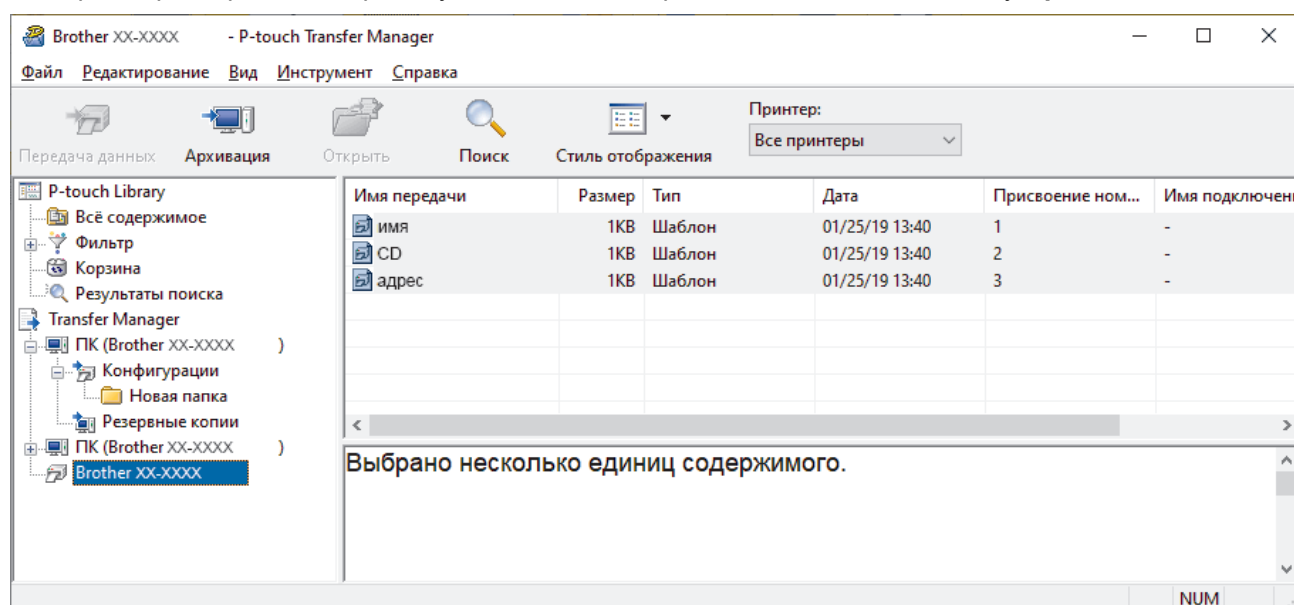 Brother XX-XXXX - P-touch Transfer Manager
Файл Редактирование Вид Инструмент Справка
Передача данных Архивация Открыть Поиск Стиль отображения
Принтер:
Все принтеры
P-touch Library
Всё содержимое
Фильтр
Корзина
Результаты поиска
Transfer Manager
ПК (Brother XX-XXXX )
Конфигурации
Новая папка
Резервные копии
ПК (Brother XX-XXXX )
Brother XX-XXXX
Имя передачи Размер Тип Дата Присвоение ном... Имя подключен
имя 1KB Шаблон 01/25/19 13:40 1 -
CD 1KB Шаблон 01/25/19 13:40 2 -
адрес 1KB Шаблон 01/25/19 13:40 3 -
Выбрано несколько единиц содержимого.
NUM